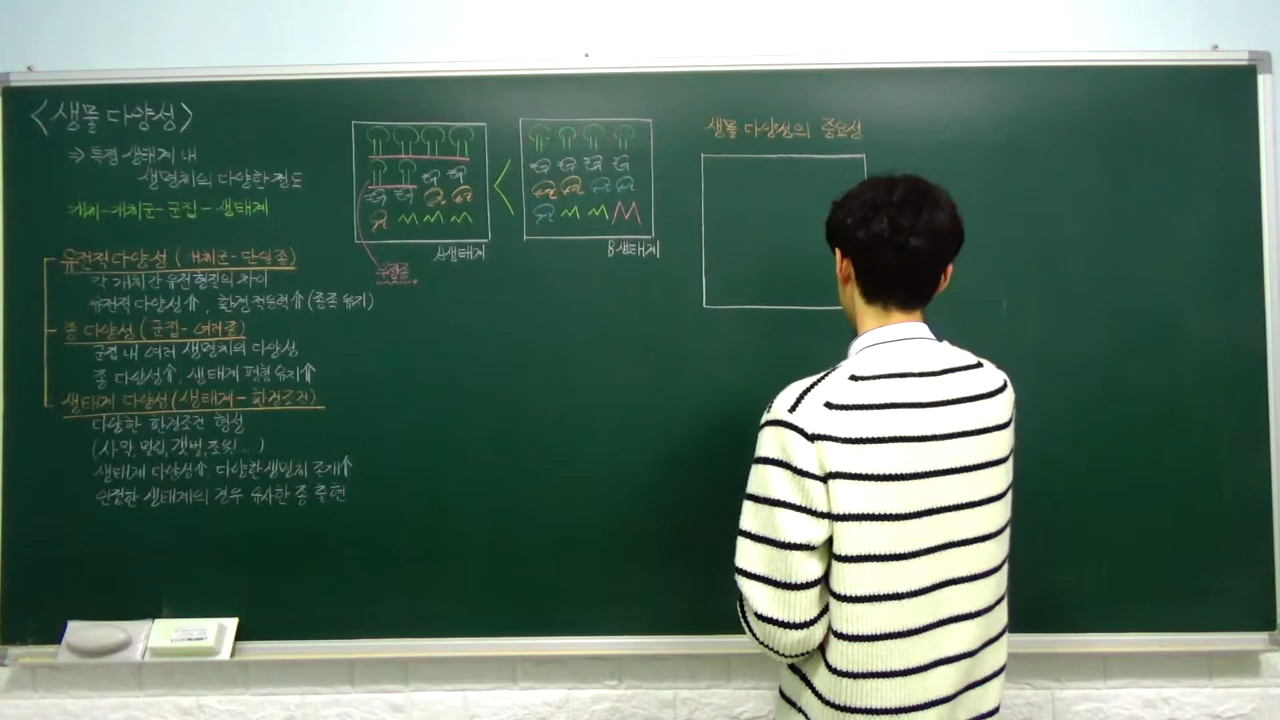 <생물 다양성>
⇒ 특정 생태계 내
생명체의 다양한 정도
개체-개체군-군집-생태계
유전적 다양성 (개체군-단일종)
각 개체간 유전형질의 차이
유전적 다양성⇑, 환경 적응력⇑ (종족 유지)
종 다양성 (군집-여러종)
군집 내 여러 생명체의 다양성
종 다양성⇑, 생태계 평형 유지⇑
생태계 다양성 (생태계-환경조건)
다양한 환경조건 형성
(사막, 밀림, 갯벌, 초원...)
생태계 다양성⇑, 다양한 생명체 존재⇑
안정한 생태계의 경우 유사한 종 출현
<
A생태계
B생태계
우점종
생물 다양성의 중요성